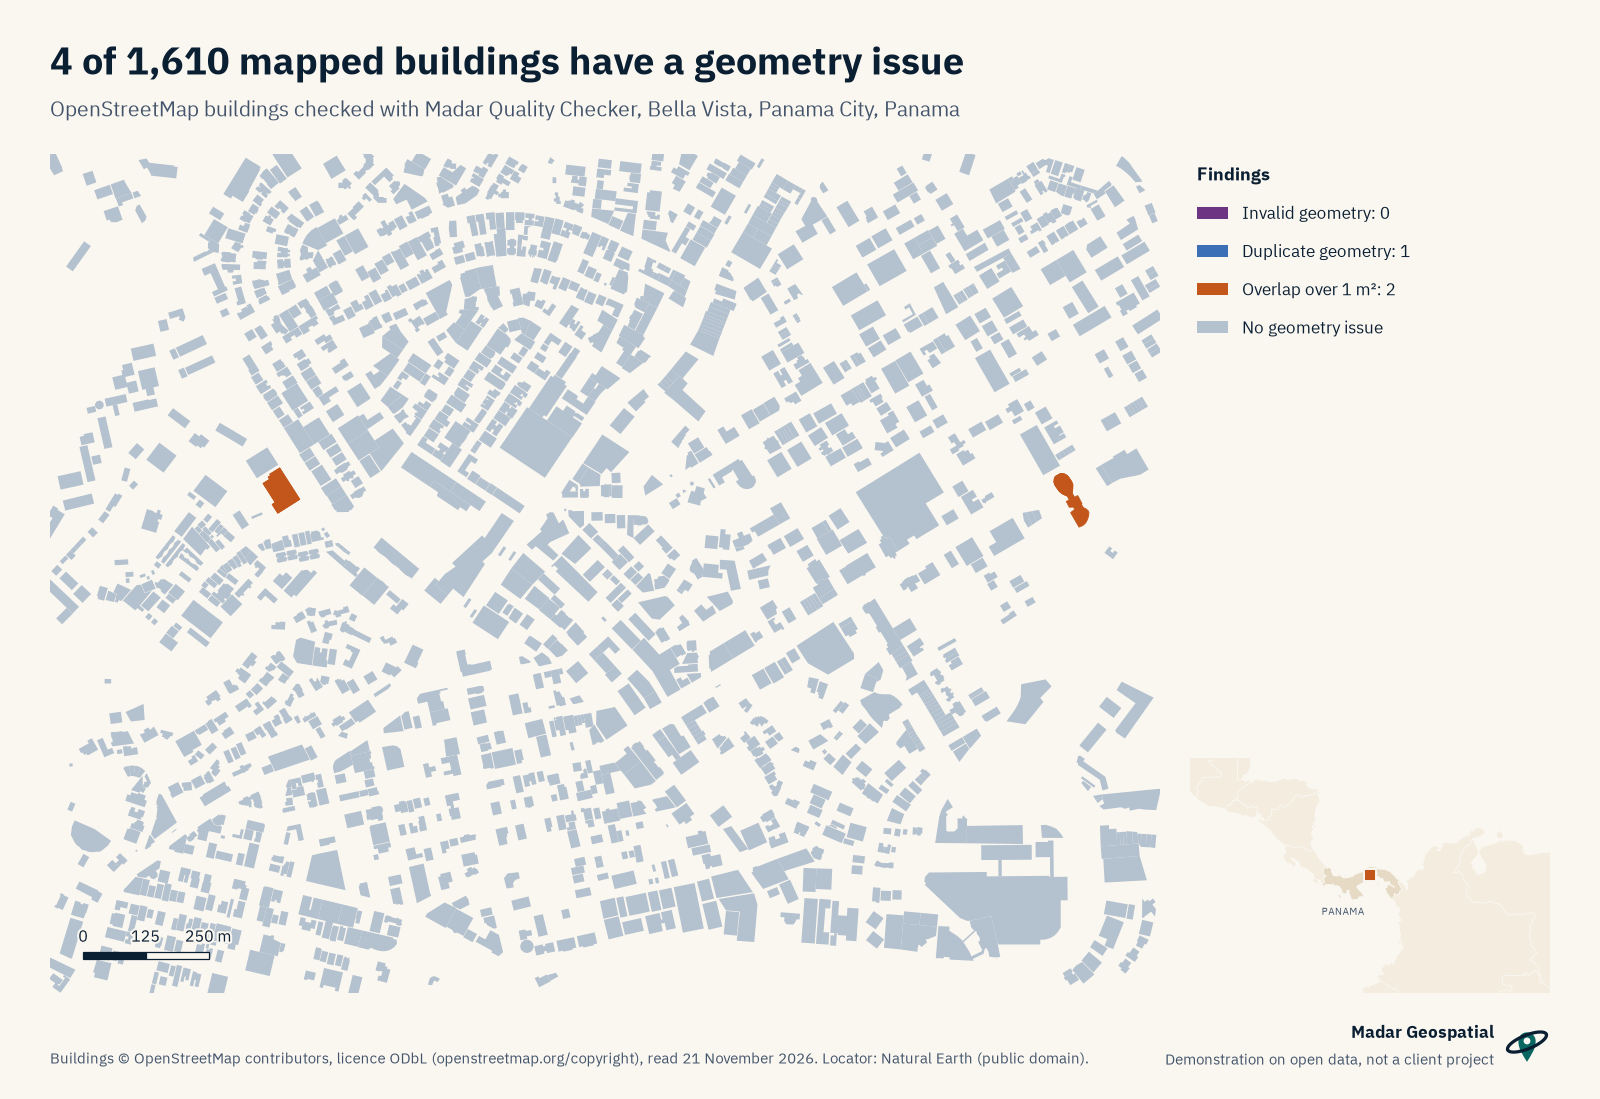 4 of 1,610 mapped buildings have a geometry issue
OpenStreetMap buildings checked with Madar Quality Checker, Bella Vista, Panama City, Panama
Findings
Invalid geometry: 0
Duplicate geometry: 1
Overlap over 1 m²: 2
No geometry issue
PANAMA
0 125 250 m
Madar Geospatial
Buildings © OpenStreetMap contributors, licence ODbL (openstreetmap.org/copyright), read 21 November 2026. Locator: Natural Earth (public domain).
Demonstration on open data, not a client project